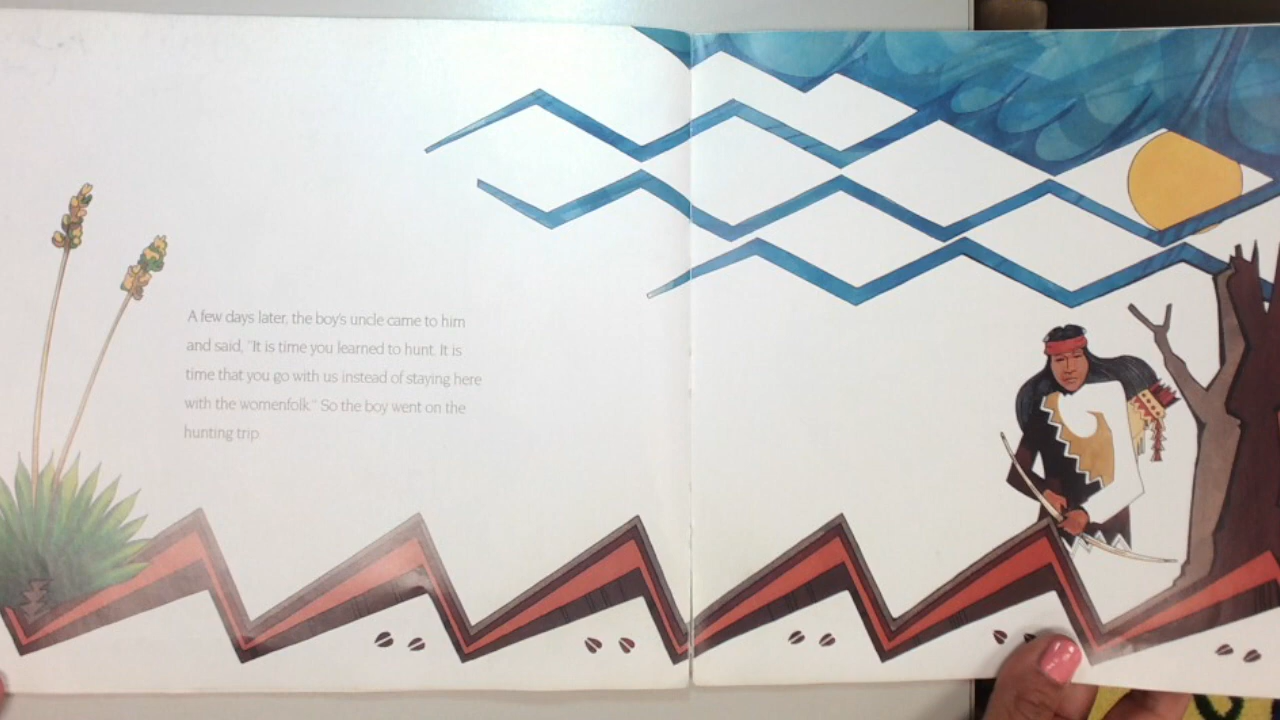 A few days later, the boy's uncle came to him
and said, "It is time you learned to hunt. It is
time that you go with us instead of staying here
with the womenfolk." So the boy went on the
hunting trip.